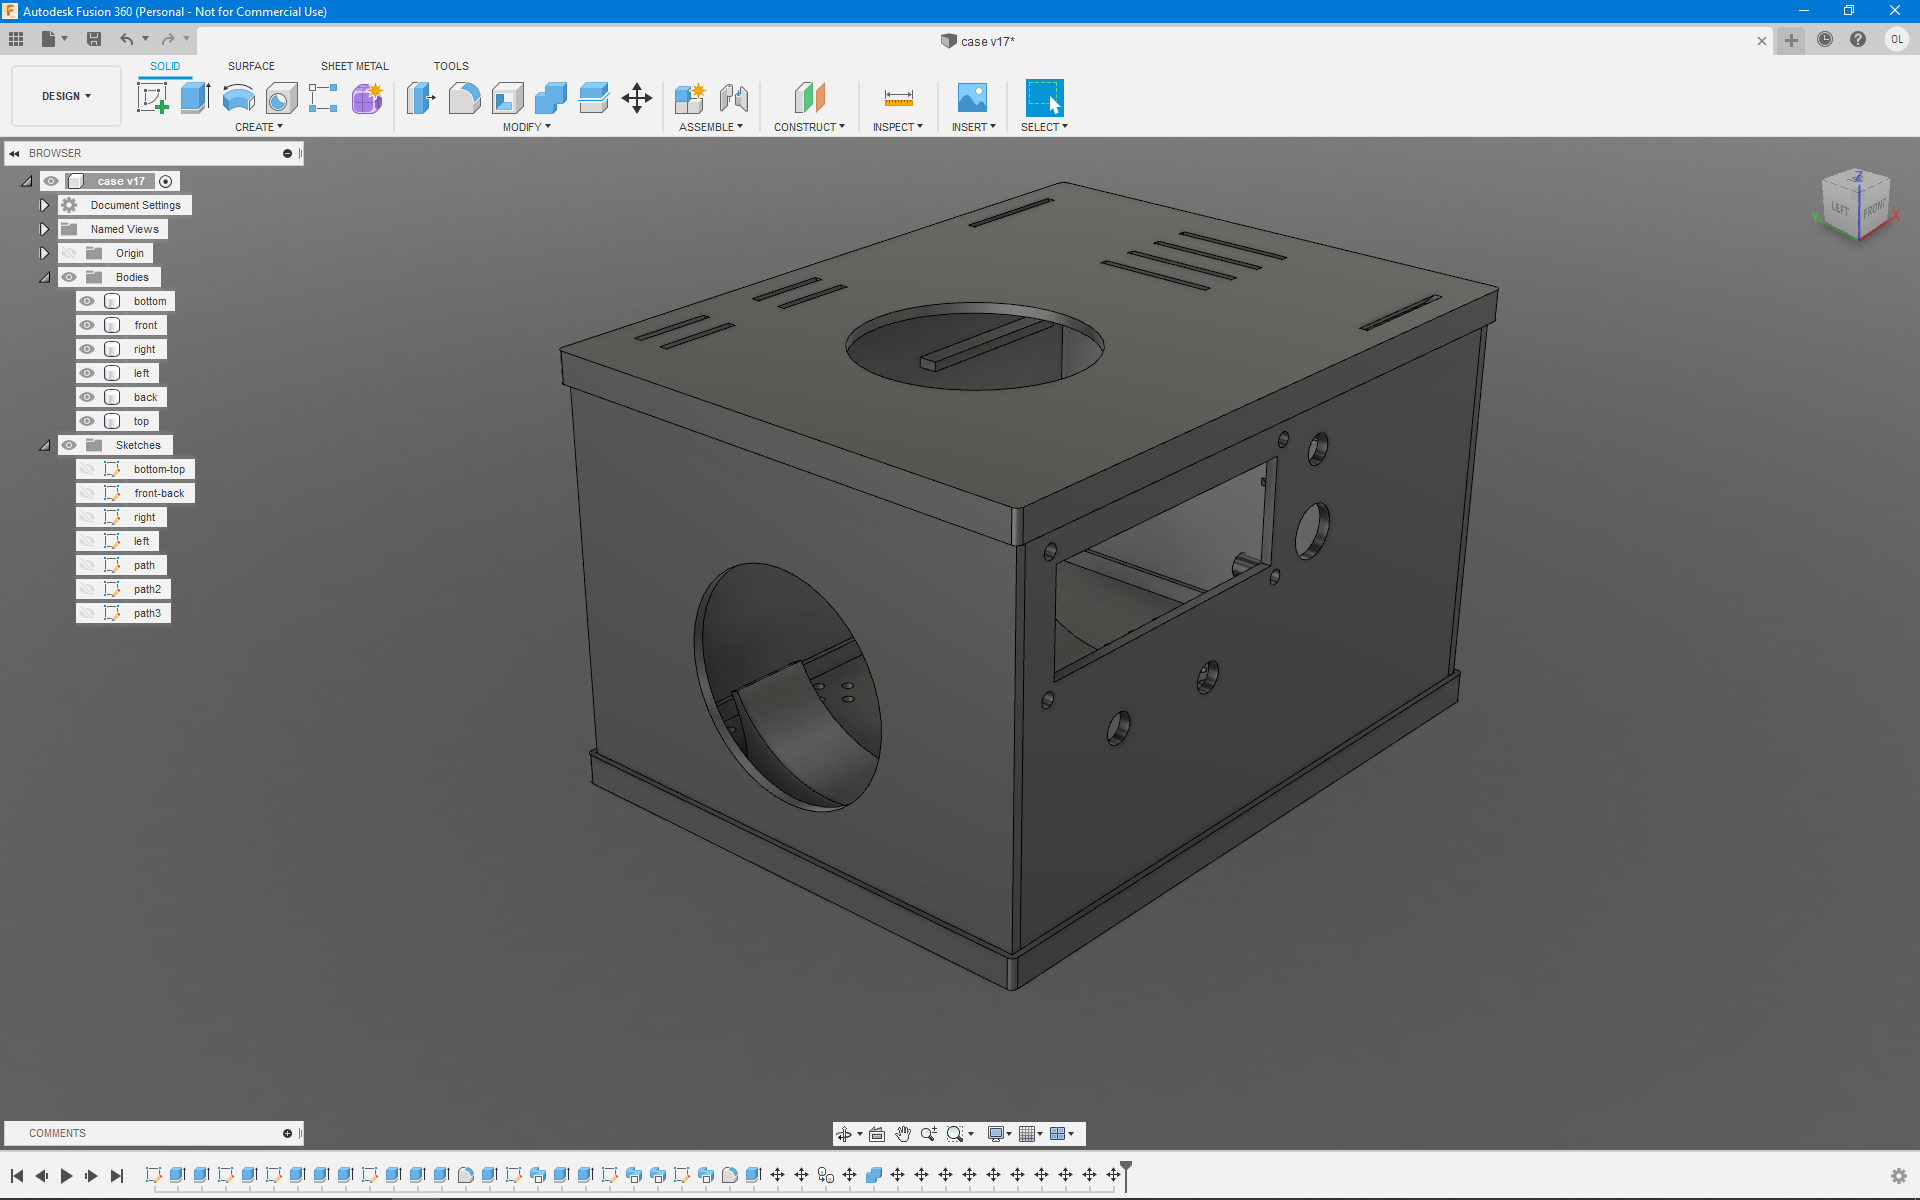 Autodesk Fusion 360 (Personal - Not for Commercial Use)
case v17*
OL
DESIGN
SOLID SURFACE SHEET METAL TOOLS
CREATE MODIFY ASSEMBLE CONSTRUCT INSPECT INSERT SELECT
BROWSER
case v17
Document Settings
Named Views
Origin
Bodies
bottom
front
right
left
back
top
Sketches
bottom-top
front-back
right
left
path
path2
path3
Z
LEFT FRONT
Y X
COMMENTS